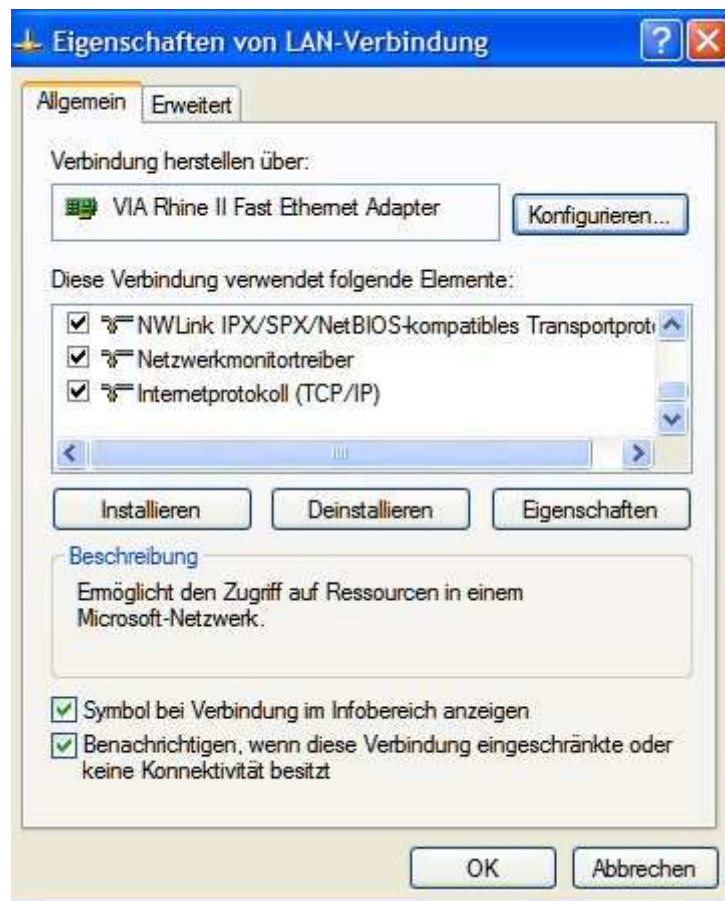 Eigenschaften von LAN-Verbindung
Allgemein
Erweitert
Verbindung herstellen über:
VIA Rhine II Fast Ethernet Adapter
Konfigurieren...
Diese Verbindung verwendet folgende Elemente:
NWLink IPX/SPX/NetBIOS-kompatibles Transportprot
Netzwerkmonitortreiber
Internetprotokoll (TCP/IP)
Installieren
Deinstallieren
Eigenschaften
Beschreibung
Ermöglicht den Zugriff auf Ressourcen in einem
Microsoft-Netzwerk.
Symbol bei Verbindung im Infobereich anzeigen
Benachrichtigen, wenn diese Verbindung eingeschränkte oder
keine Konnektivität besitzt
OK
Abbrechen